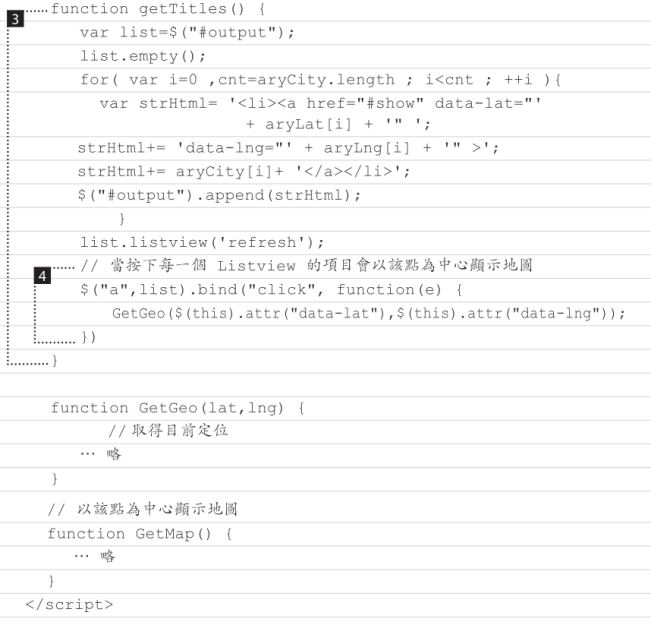 3 ……function getTitles() {
var list=$("#output");
list.empty();
for( var i=0 ,cnt=aryCity.length ; i<cnt ; ++i ){
var strHtml= '<li><a href="#show" data-lat="'
+ aryLat[i] + '" ';
strHtml+= 'data-lng="' + aryLng[i] + '" >';
strHtml+= aryCity[i]+ '</a></li>';
$("#output").append(strHtml);
}
list.listview('refresh');
4 …… // 當按下每一個 Listview 的項目會以該點為中心顯示地圖
$("a",list).bind("click", function(e) {
GetGeo($(this).attr("data-lat"),$(this).attr("data-lng"));
})
}
function GetGeo(lat,lng) {
//取得目前定位
… 略
}
// 以該點為中心顯示地圖
function GetMap() {
… 略
}
</script>